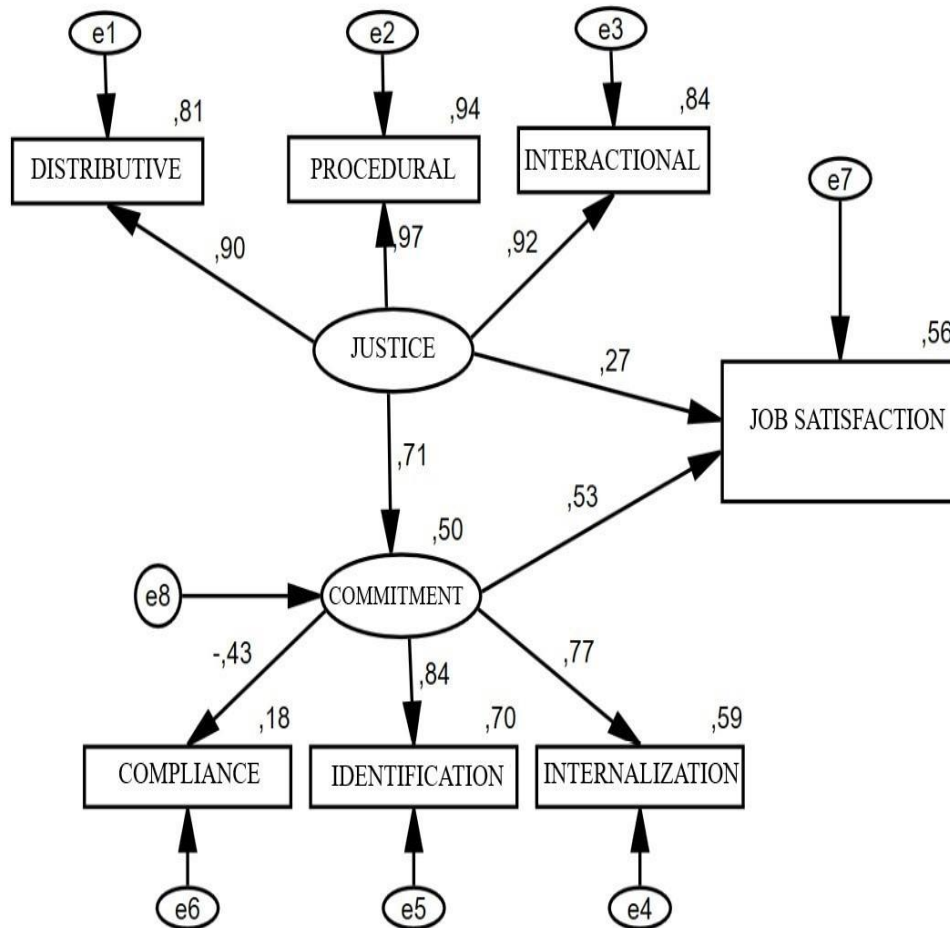 e1
e2
e3
,81
,94
,84
DISTRIBUTIVE
PROCEDURAL
INTERACTIONAL
e7
,90
,97
,92
,56
JUSTICE
,27
JOB SATISFACTION
,71
,53
,50
e8
COMMITMENT
-,43
,84
,77
,18
,70
,59
COMPLIANCE
IDENTIFICATION
INTERNALIZATION
e6
e5
e4